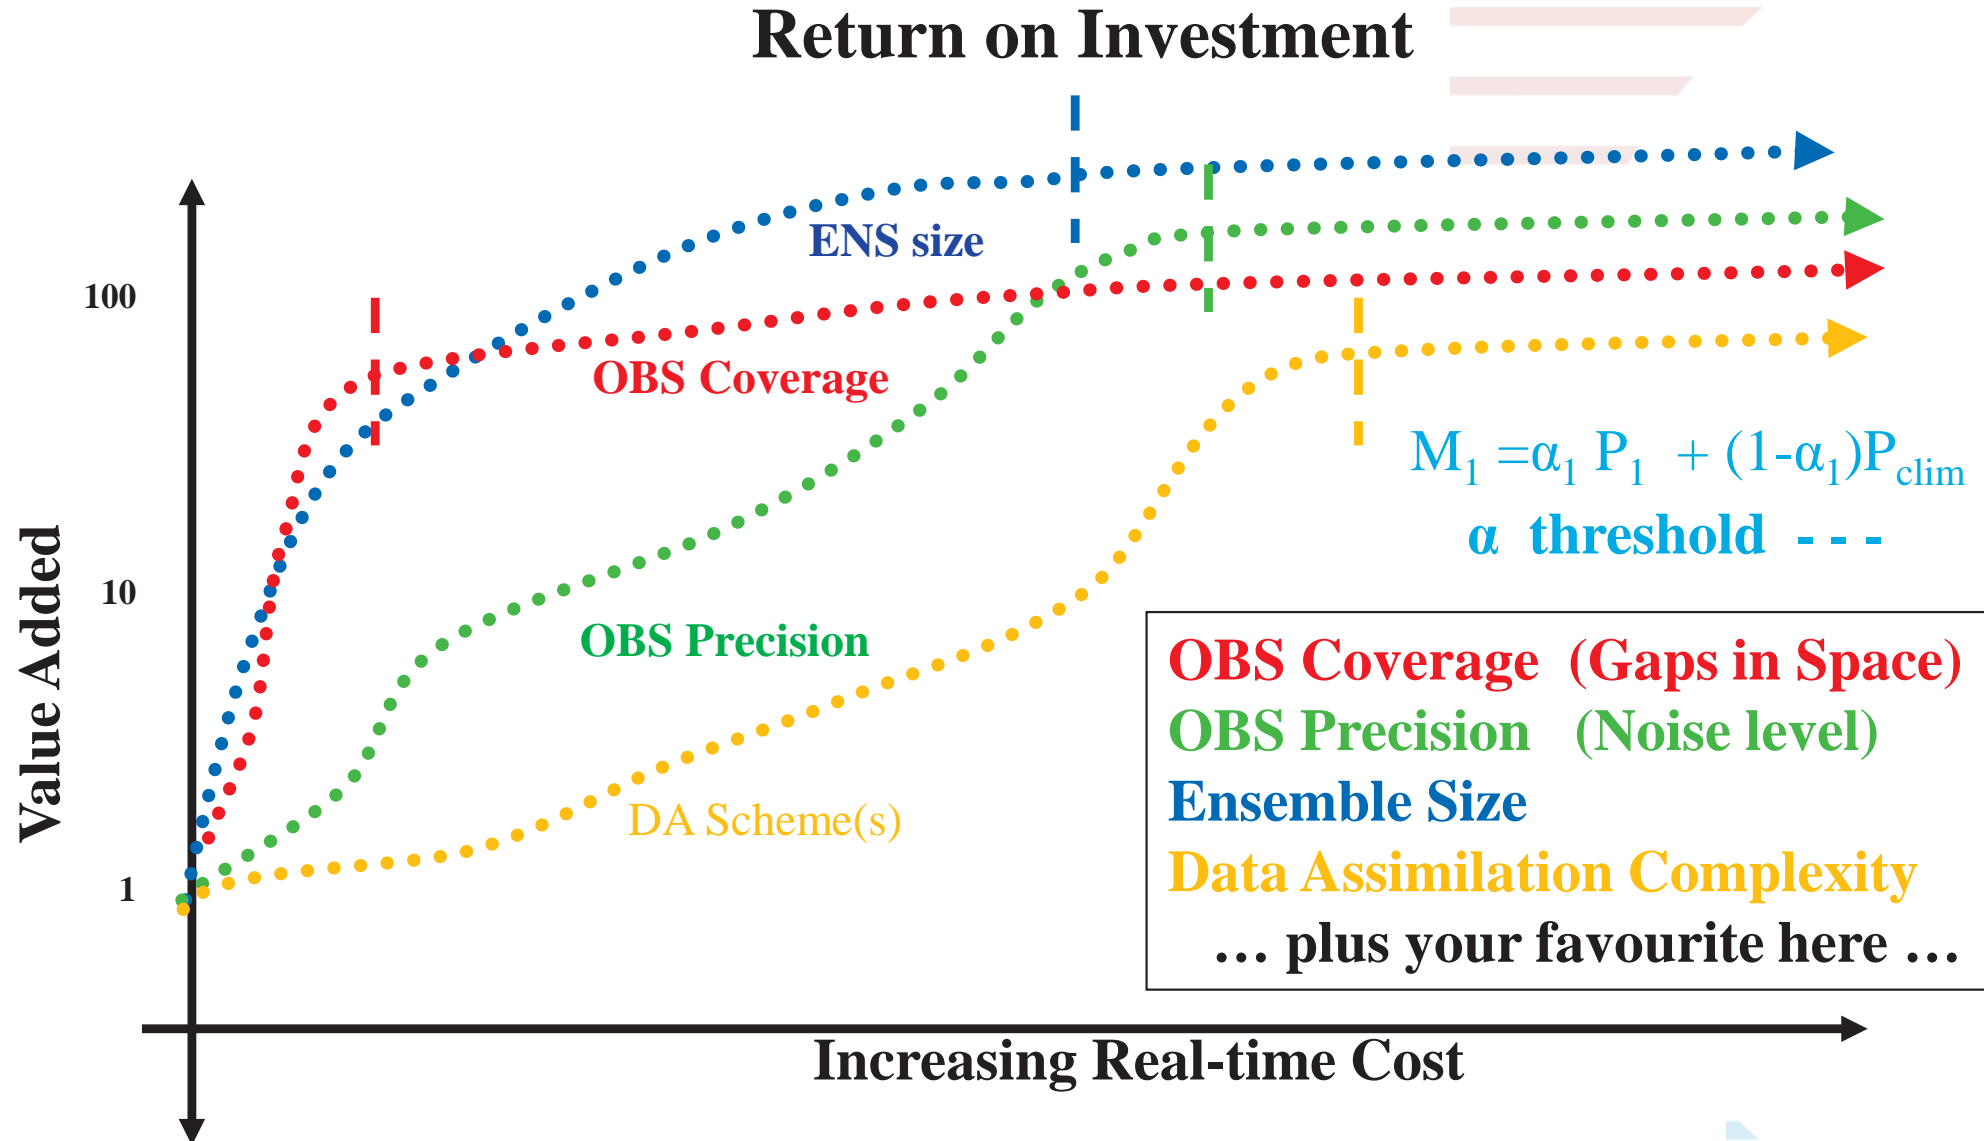 Return on Investment
ENS size
100
OBS Coverage
M₁ =α₁ P₁ + (1-α₁)P_clim
α threshold - - -
Value Added
10
OBS Precision
OBS Coverage (Gaps in Space)
OBS Precision (Noise level)
Ensemble Size
DA Scheme(s)
Data Assimilation Complexity
1
… plus your favourite here …
Increasing Real-time Cost